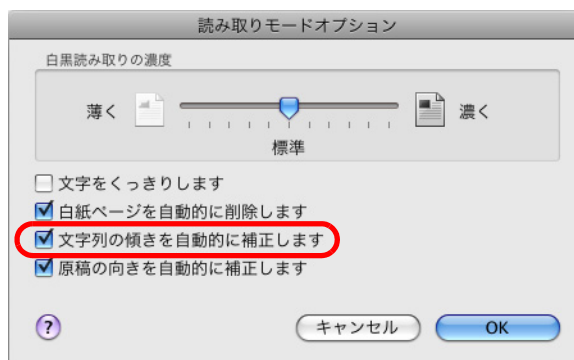 読み取りモードオプション
白黒読み取りの濃度
薄く 濃く
標準
文字をくっきりします
白紙ページを自動的に削除します
文字列の傾きを自動的に補正します
原稿の向きを自動的に補正します
? キャンセル OK